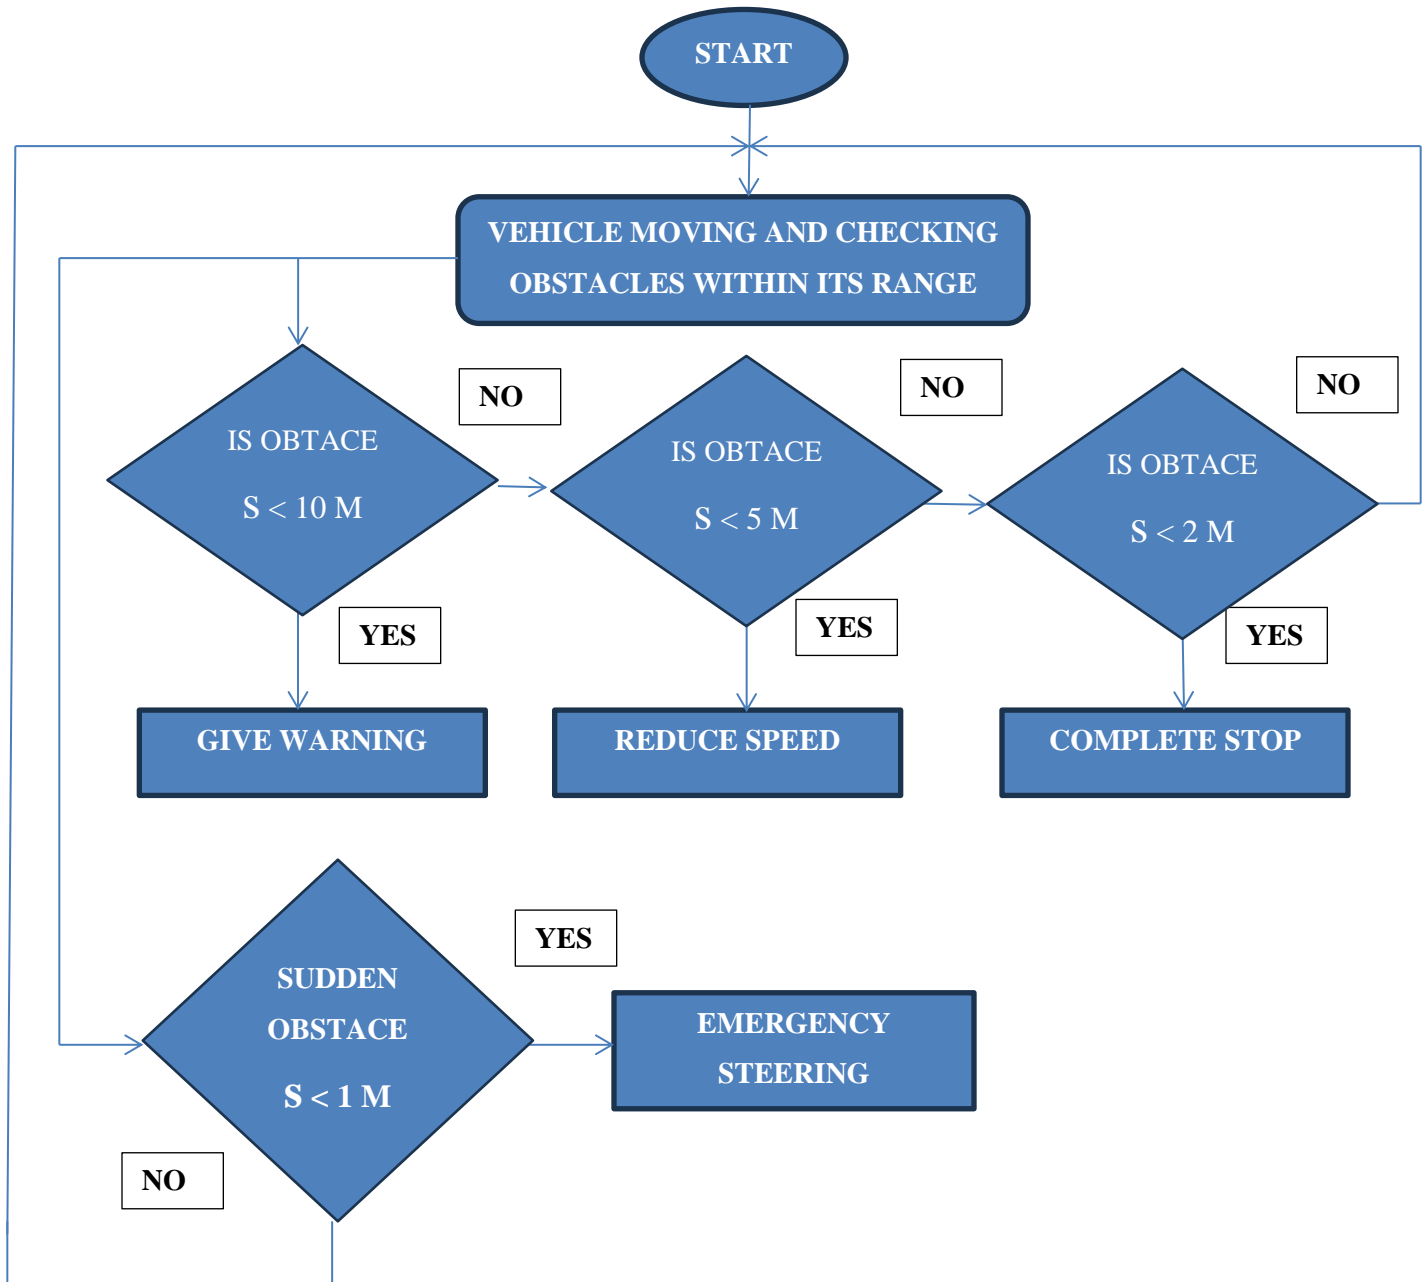 START
VEHICLE MOVING AND CHECKING
OBSTACLES WITHIN ITS RANGE
NO
NO
NO
IS OBTACE
S < 10 M
IS OBTACE
S < 5 M
IS OBTACE
S < 2 M
YES
YES
YES
GIVE WARNING
REDUCE SPEED
COMPLETE STOP
YES
SUDDEN
OBSTACE
S < 1 M
EMERGENCY
STEERING
NO